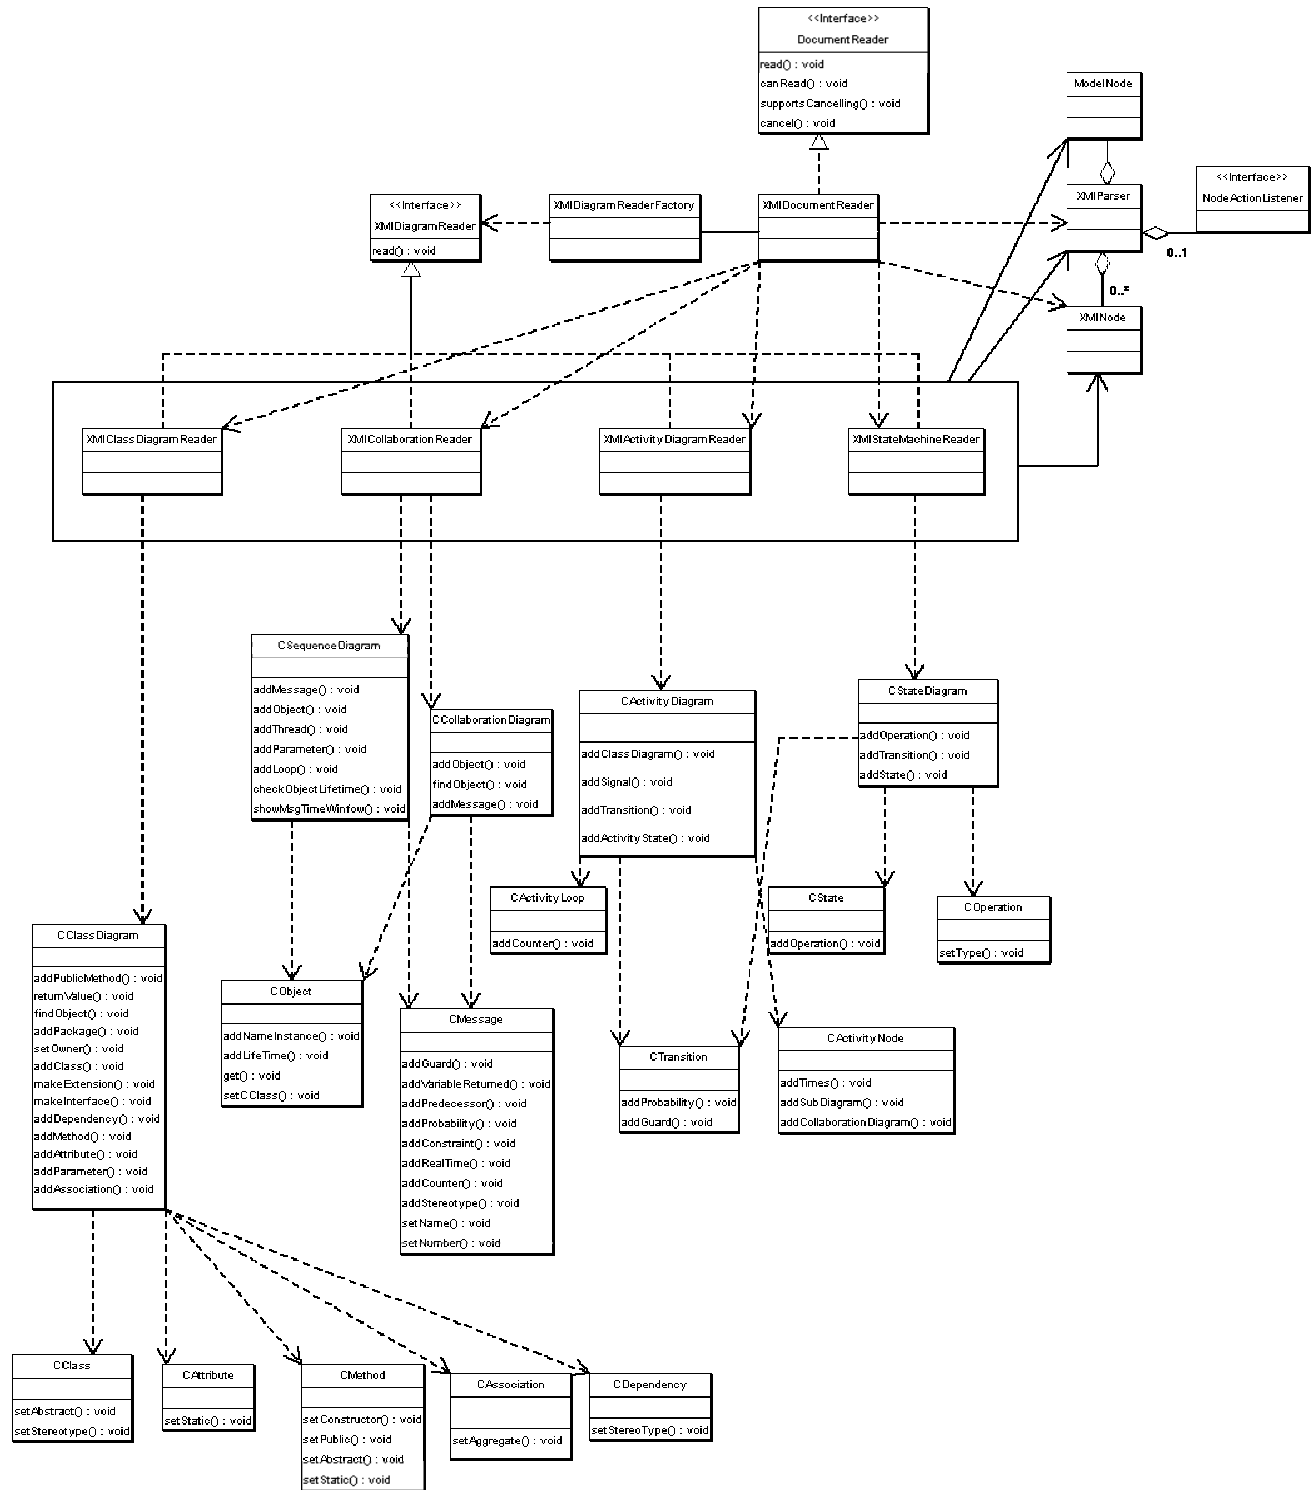 <<Interface>>
DocumentReader
read() : void
canRead() : void
supportsCancelling() : void
cancel() : void
ModelNode
<<Interface>>
NodeActionListener
XMIParser
0..1
0..*
XMINode
<<Interface>>
XMIDiagramReader
read() : void
XMIDiagramReaderFactory
XMIDocumentReader
XMIClassDiagramReader
XMICollaborationReader
XMIActivityDiagramReader
XMIStateMachineReader
CSequenceDiagram
addMessage() : void
addObject() : void
addThread() : void
addParameter() : void
addLoop() : void
checkObjectLifetime() : void
showMsgTimeWinfow() : void
CCollaborationDiagram
addObject() : void
findObject() : void
addMessage() : void
CActivityDiagram
addClassDiagram() : void
addSignal() : void
addTransition() : void
addActivityState() : void
CStateDiagram
addOperation() : void
addTransition() : void
addState() : void
CActivityLoop
addCounter() : void
CState
addOperation() : void
COperation
setType() : void
CClassDiagram
addPublicMethod() : void
returnValue() : void
findObject() : void
addPackage() : void
setOwner() : void
addClass() : void
makeExtension() : void
makeInterface() : void
addDependency() : void
addMethod() : void
addAttribute() : void
addParameter() : void
addAssociation() : void
CObject
addNameInstance() : void
addLifeTime() : void
get() : void
setCClass() : void
CMessage
addGuard() : void
addVariableReturned() : void
addPredecessor() : void
addProbability() : void
addConstraint() : void
addRealTime() : void
addCounter() : void
addStereotype() : void
setName() : void
setNumber() : void
CTransition
addProbability() : void
addGuard() : void
CActivityNode
addTimes() : void
addSubDiagram() : void
addCollaborationDiagram() : void
CClass
setAbstract() : void
setStereotype() : void
CAttribute
setStatic() : void
CMethod
setConstructor() : void
setPublic() : void
setAbstract() : void
setStatic() : void
CAssociation
setAggregate() : void
CDependency
setStereoType() : void